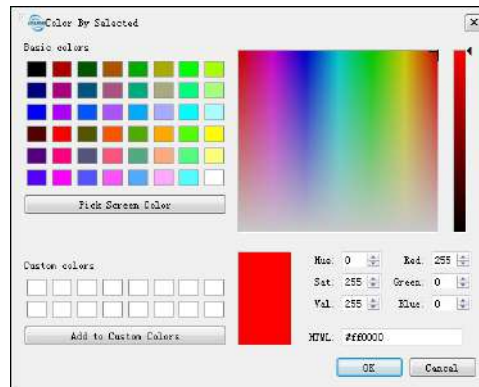 Color By Selected
Basic colors
Pick Screen Color
Custom colors
Add to Custom Colors
Hue: 0 Red: 255
Sat: 255 Green: 0
Val: 255 Blue: 0
HTML: #ff0000
OK Cancel